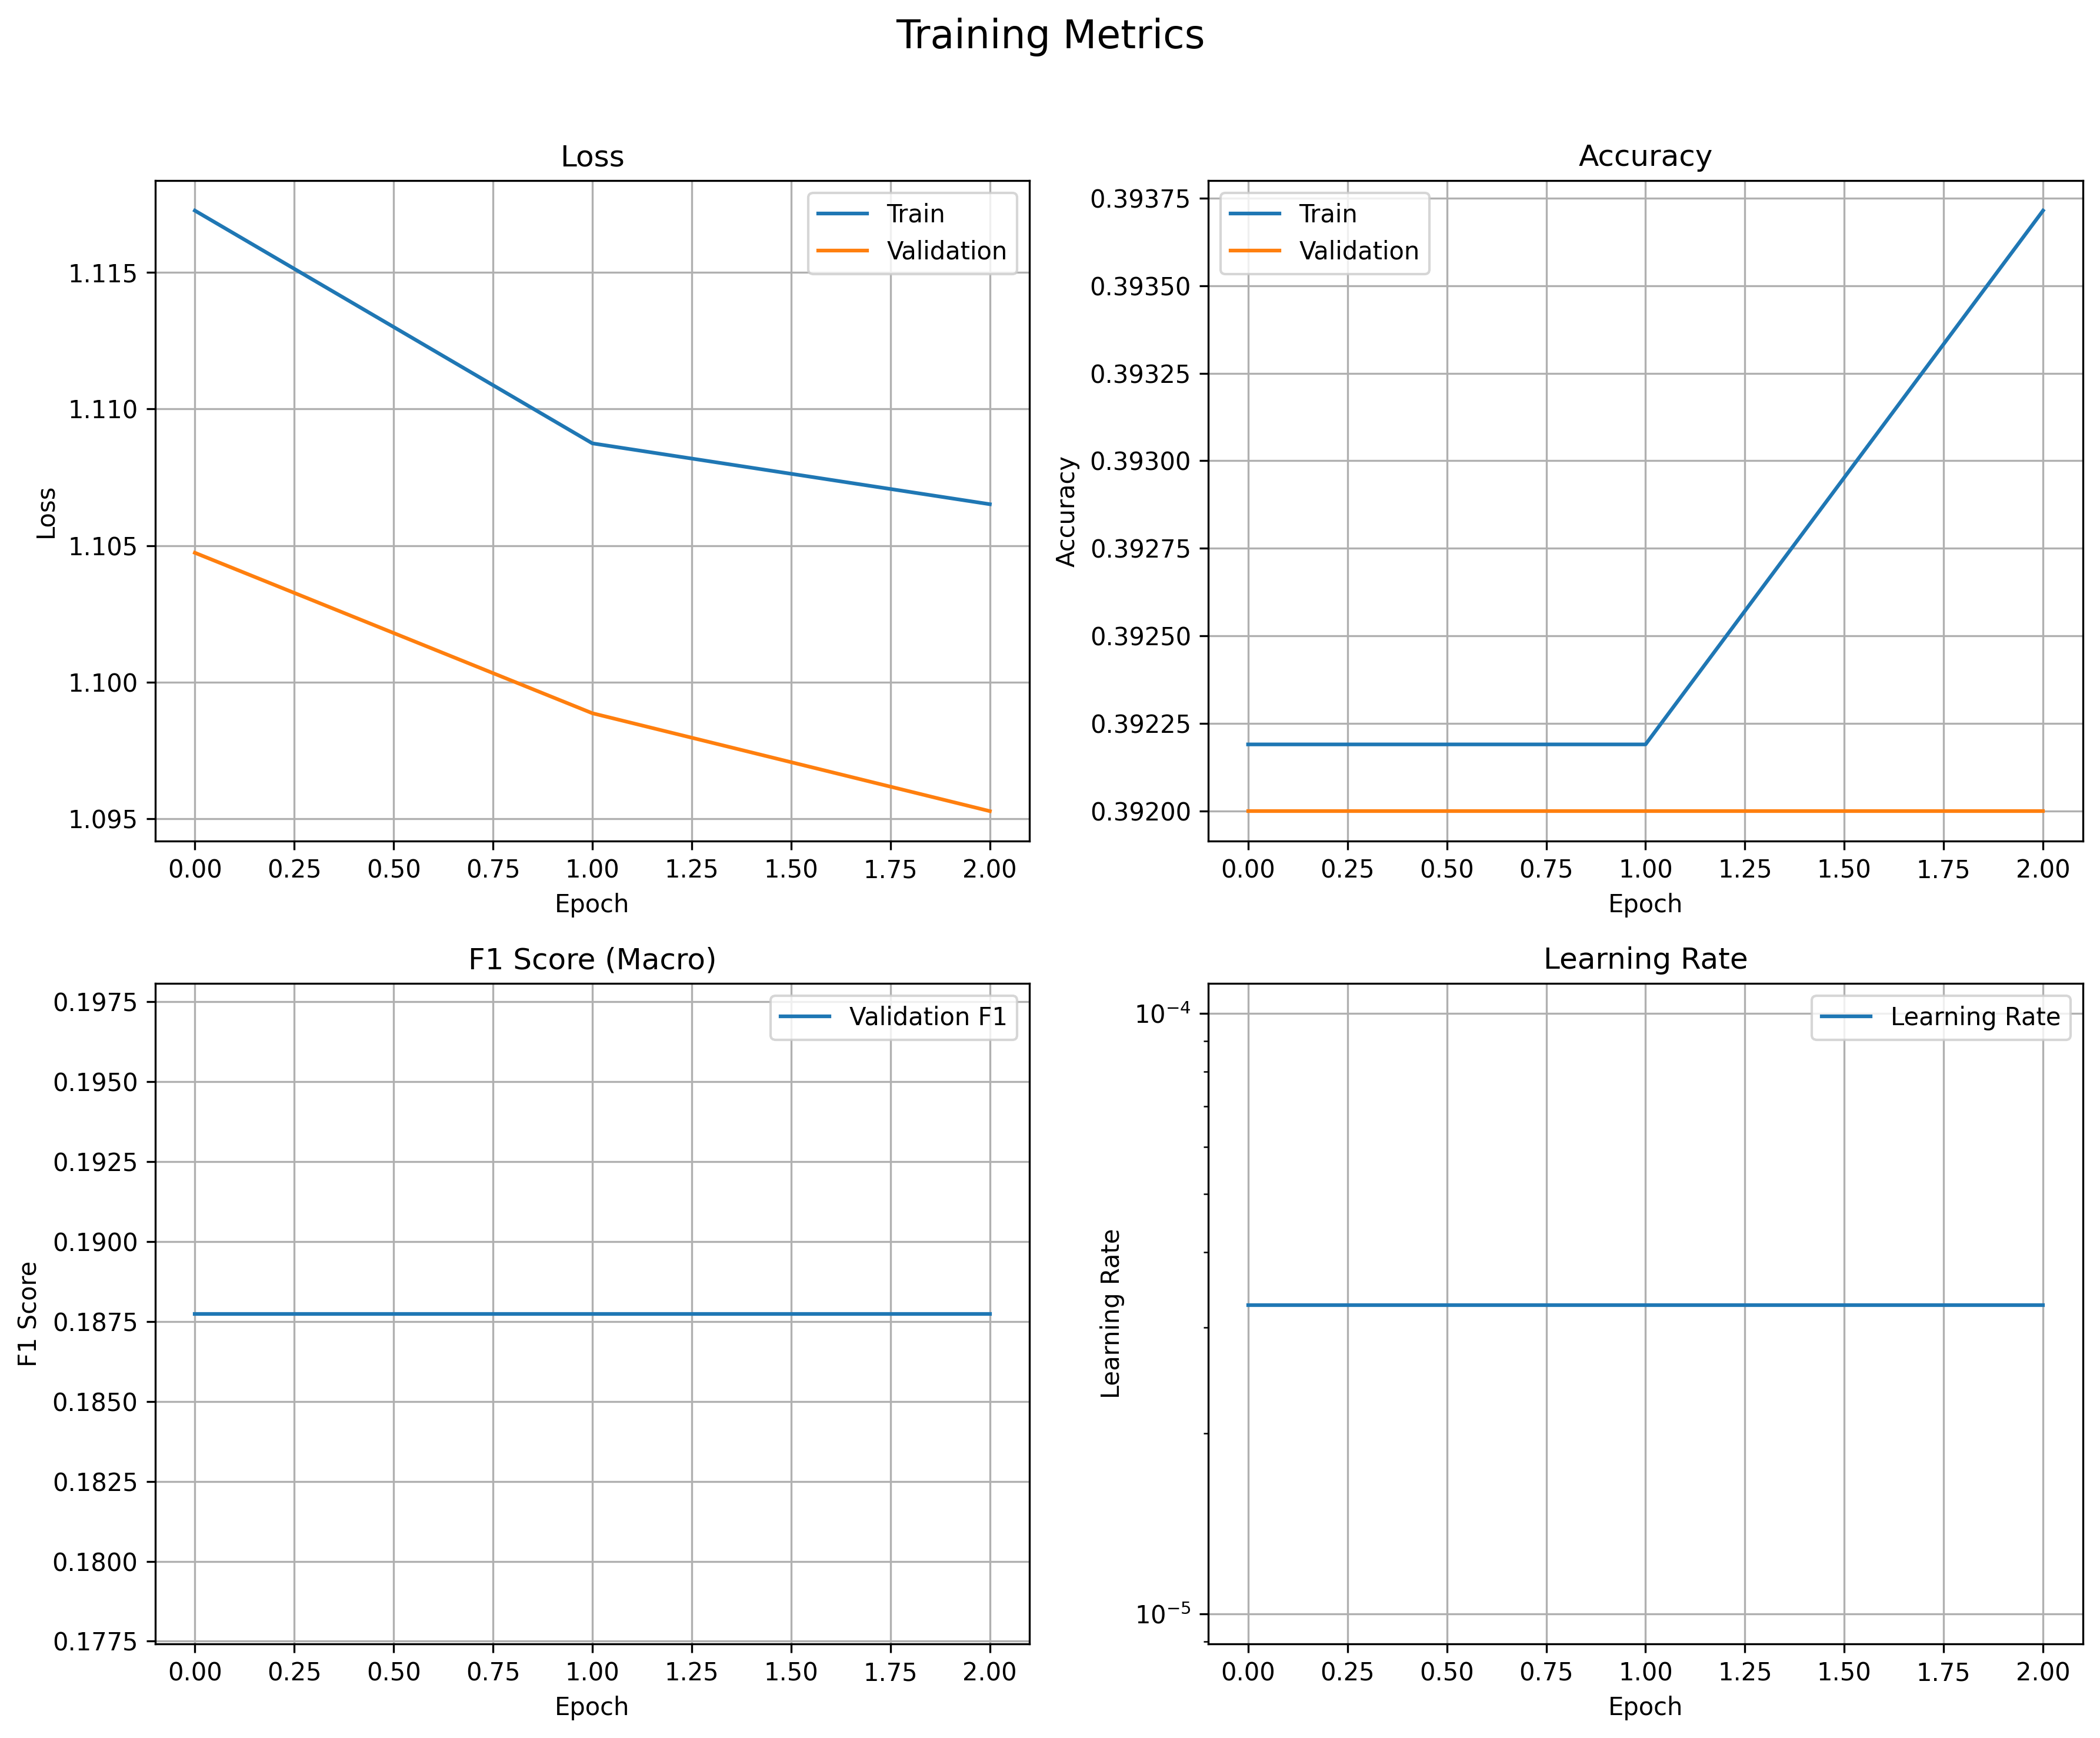 Training Metrics
Loss
Train
Validation
1.1150
1.110
1.105
1.100
1.095
Loss
0.00 0.25 0.50 0.75 1.00 1.25 1.50 1.75 2.00
Epoch
Accuracy
Train
Validation
0.39375
0.39350
0.39325
0.39300
0.39275
0.39250
0.39225
0.39200
Accuracy
0.00 0.25 0.50 0.75 1.00 1.25 1.50 1.75 2.00
Epoch
F1 Score (Macro)
Validation F1
0.1975
0.1950
0.1925
0.1900
0.1875
0.1850
0.1825
0.1800
0.1775
F1 Score
0.00 0.25 0.50 0.75 1.00 1.25 1.50 1.75 2.00
Epoch
Learning Rate
Learning Rate
10⁻⁴
10⁻⁵
Learning Rate
0.00 0.25 0.50 0.75 1.00 1.25 1.50 1.75 2.00
Epoch